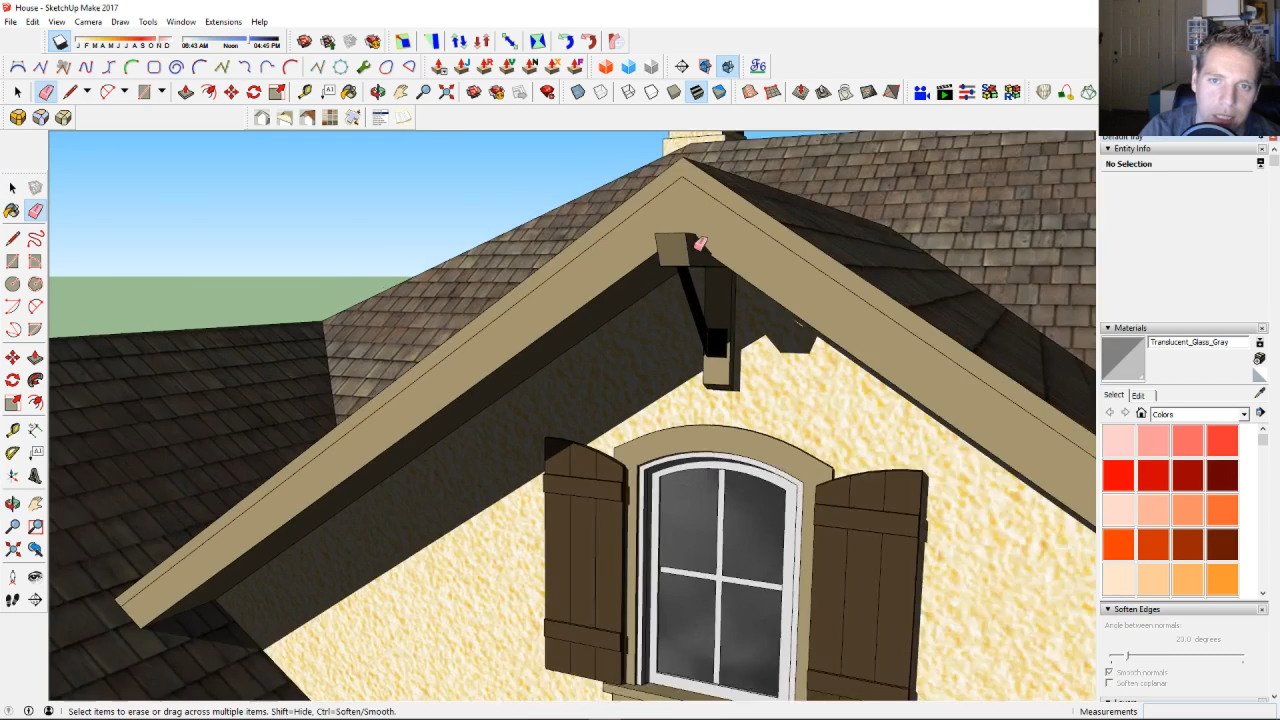 House - SketchUp Make 2017
File Edit View Camera Draw Tools Window Extensions Help
J F M A M J J A S O N D 06:43 AM Noon 04:45 PM
Entity Info
No Selection
Materials
Translucent_Glass_Gray
Select Edit
Colors
Soften Edges
Angle between normals:
20.0 degrees
Smooth normals
Soften coplanar
Select items to erase or drag across multiple items. Shift=Hide, Ctrl=Soften/Smooth.
Measurements